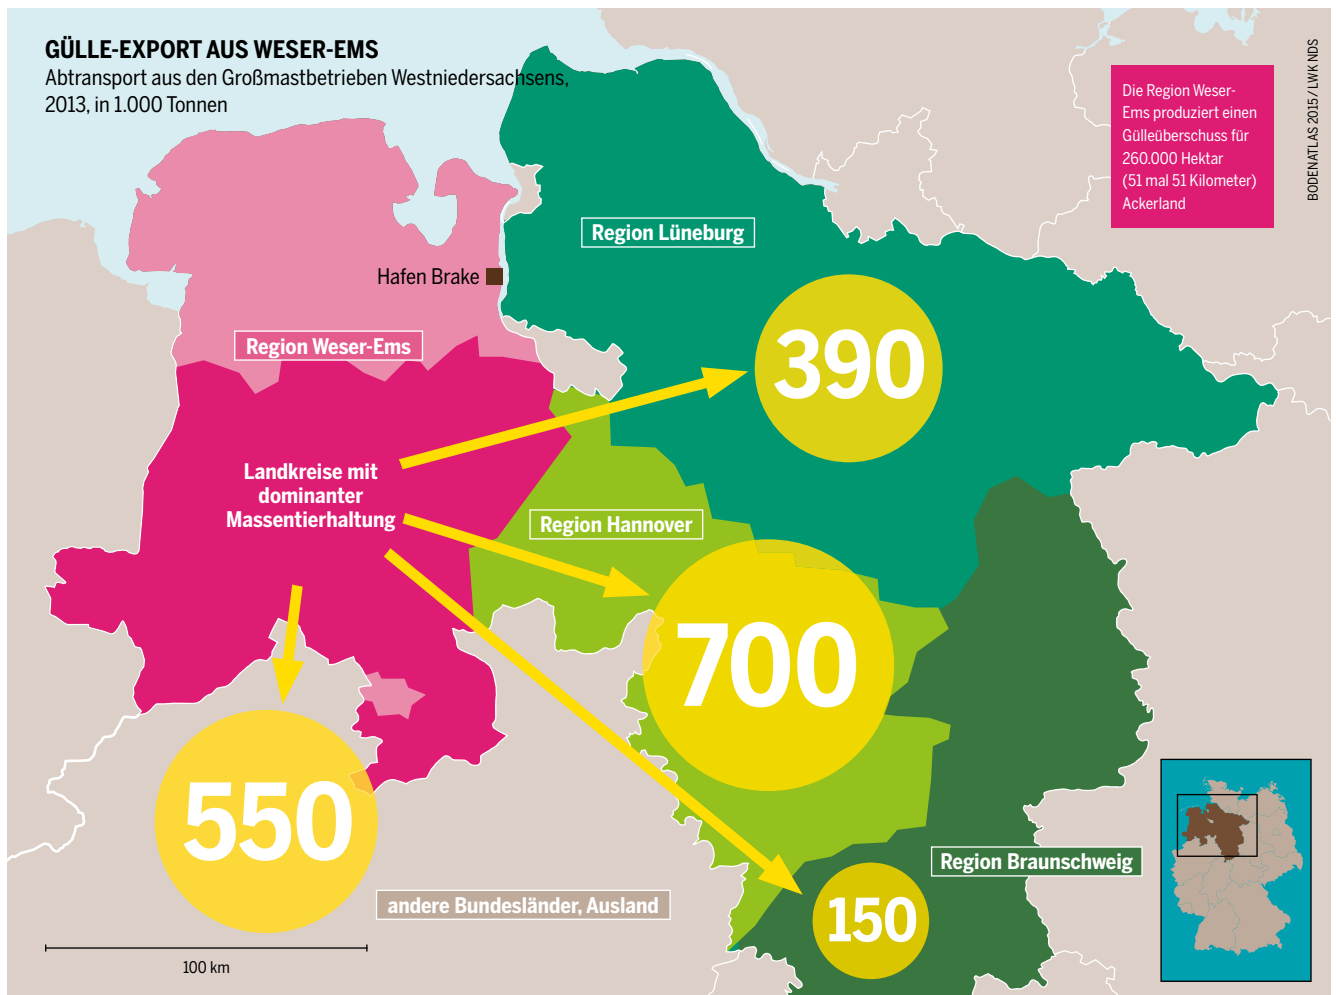 GÜLLE-EXPORT AUS WESER-EMS
Abtransport aus den Großmastbetrieben Westniedersachsens,
2013, in 1.000 Tonnen
Die Region Weser-
Ems produziert einen
Gülleüberschuss für
260.000 Hektar
(51 mal 51 Kilometer)
Ackerland
BODENATLAS 2015 / LWK NDS
Region Lüneburg
Hafen Brake
Region Weser-Ems
390
Landkreise mit
dominanter
Massentierhaltung
Region Hannover
700
550
Region Braunschweig
andere Bundesländer, Ausland
150
100 km